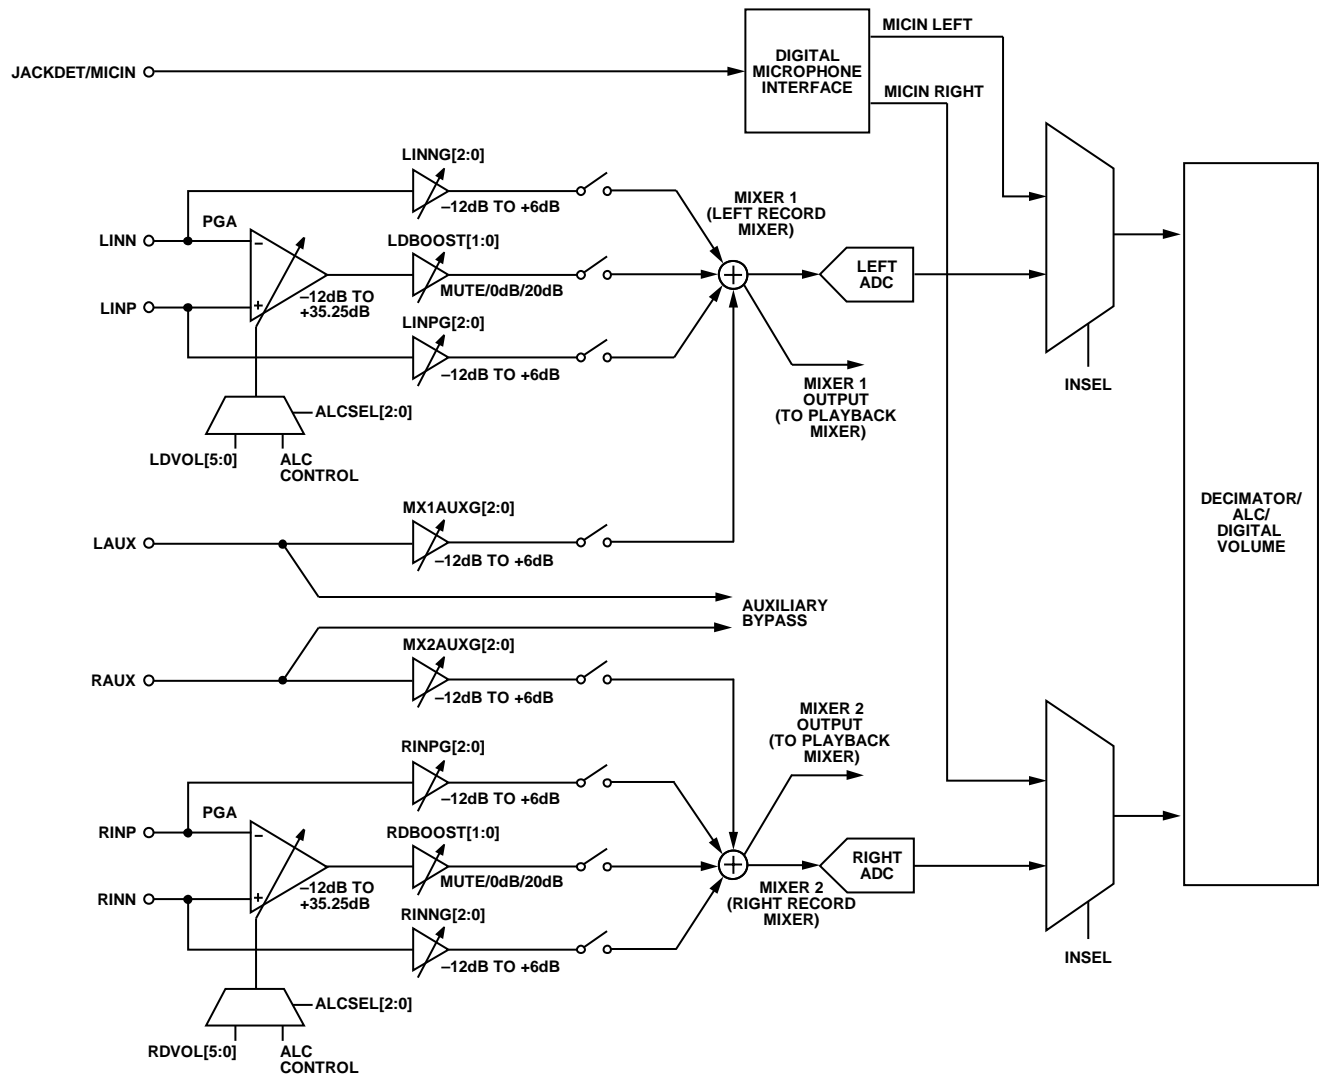 MICIN LEFT
JACKDET/MICIN
DIGITAL
MICROPHONE
INTERFACE
MICIN RIGHT
LINNG[2:0]
–12dB TO +6dB
MIXER 1
(LEFT RECORD
MIXER)
PGA
LINN
–
LDBOOST[1:0]
MUTE/0dB/20dB
LEFT
ADC
LINP
+
–12dB TO
+35.25dB
LINPG[2:0]
–12dB TO +6dB
MIXER 1
OUTPUT
(TO PLAYBACK
MIXER)
INSEL
ALCSEL[2:0]
LDVOL[5:0]
ALC
CONTROL
DECIMATOR/
ALC/
DIGITAL
VOLUME
MX1AUXG[2:0]
LAUX
–12dB TO +6dB
AUXILIARY
BYPASS
MX2AUXG[2:0]
RAUX
–12dB TO +6dB
MIXER 2
OUTPUT
(TO PLAYBACK
MIXER)
RINPG[2:0]
–12dB TO +6dB
PGA
RINP
–
RDBOOST[1:0]
MUTE/0dB/20dB
RIGHT
ADC
RINN
+
–12dB TO
+35.25dB
MIXER 2
(RIGHT RECORD
MIXER)
RINNG[2:0]
–12dB TO +6dB
INSEL
ALCSEL[2:0]
RDVOL[5:0]
ALC
CONTROL